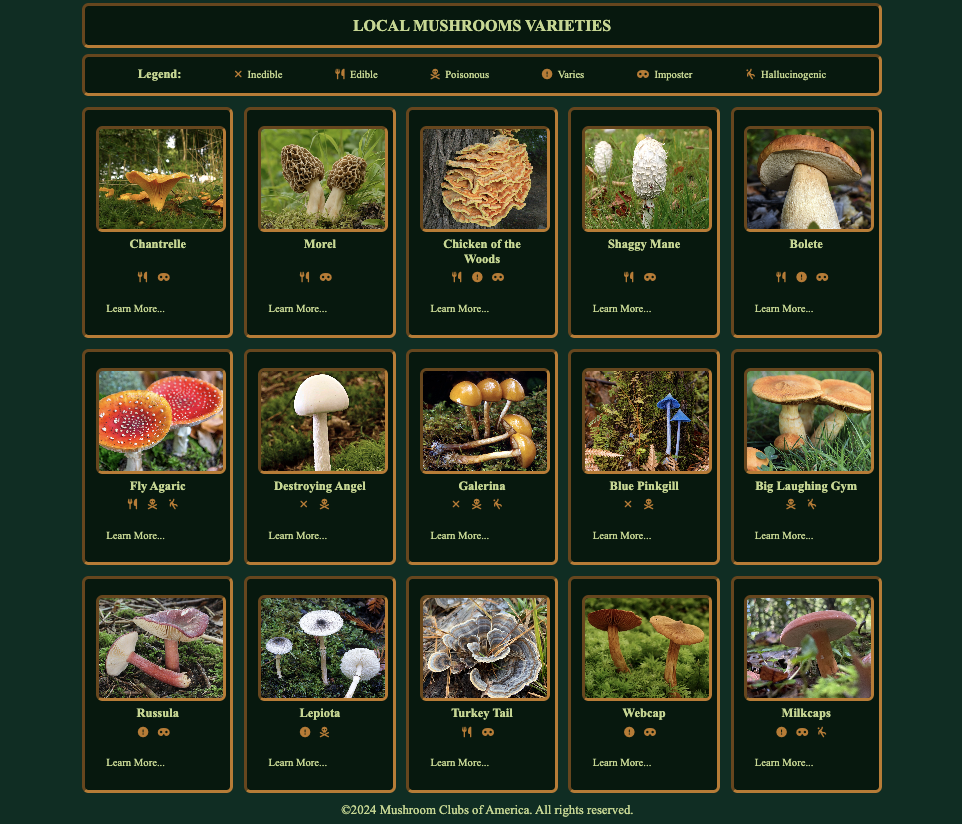 LOCAL MUSHROOMS VARIETIES
Legend: Inedible Edible Poisonous Varies Imposter Hallucinogenic
Chantrelle
Morel
Chicken of the
Woods
Shaggy Mane
Bolete
Learn More...
Learn More...
Learn More...
Learn More...
Learn More...
Fly Agaric
Destroying Angel
Galerina
Blue Pinkgill
Big Laughing Gym
Learn More...
Learn More...
Learn More...
Learn More...
Learn More...
Russula
Lepiota
Turkey Tail
Webcap
Milkcaps
Learn More...
Learn More...
Learn More...
Learn More...
Learn More...
©2024 Mushroom Clubs of America. All rights reserved.